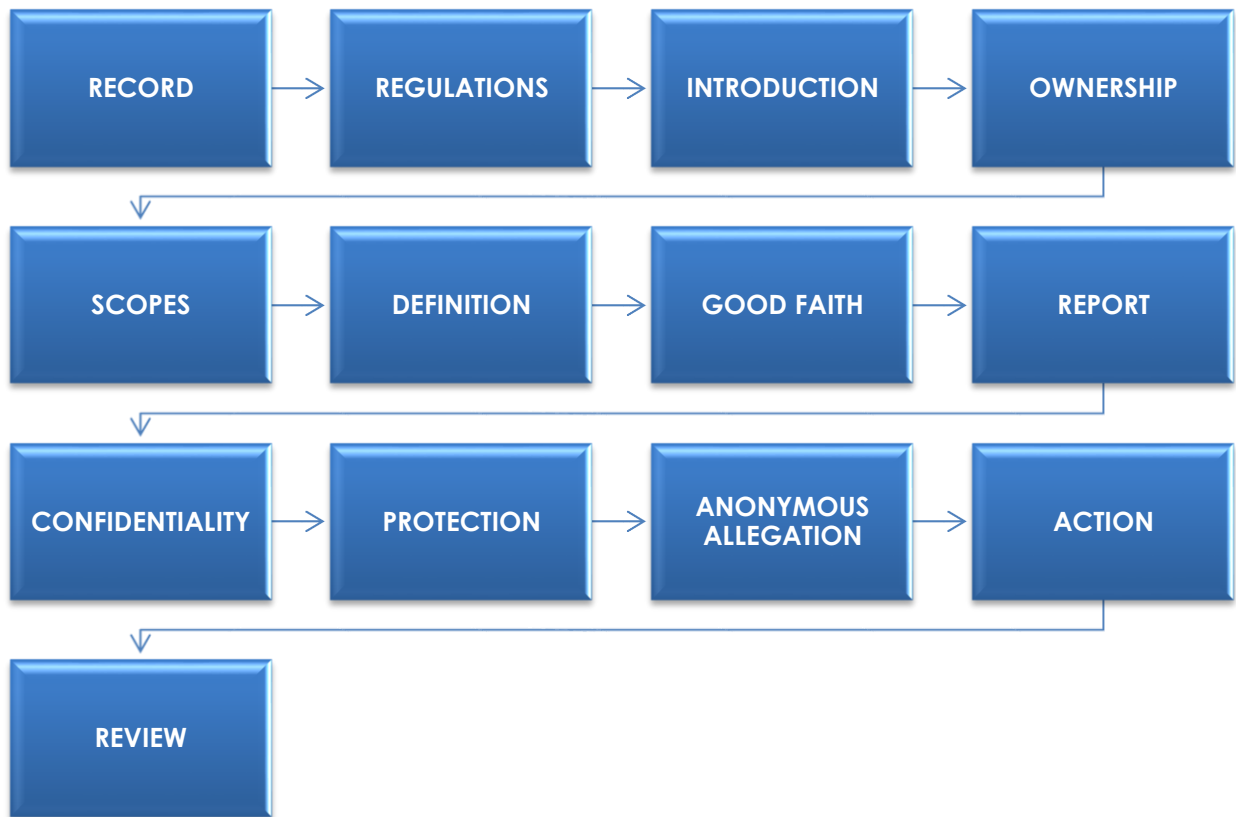 RECORD
REGULATIONS
INTRODUCTION
OWNERSHIP
SCOPES
DEFINITION
GOOD FAITH
REPORT
CONFIDENTIALITY
PROTECTION
ANONYMOUS
ALLEGATION
ACTION
REVIEW